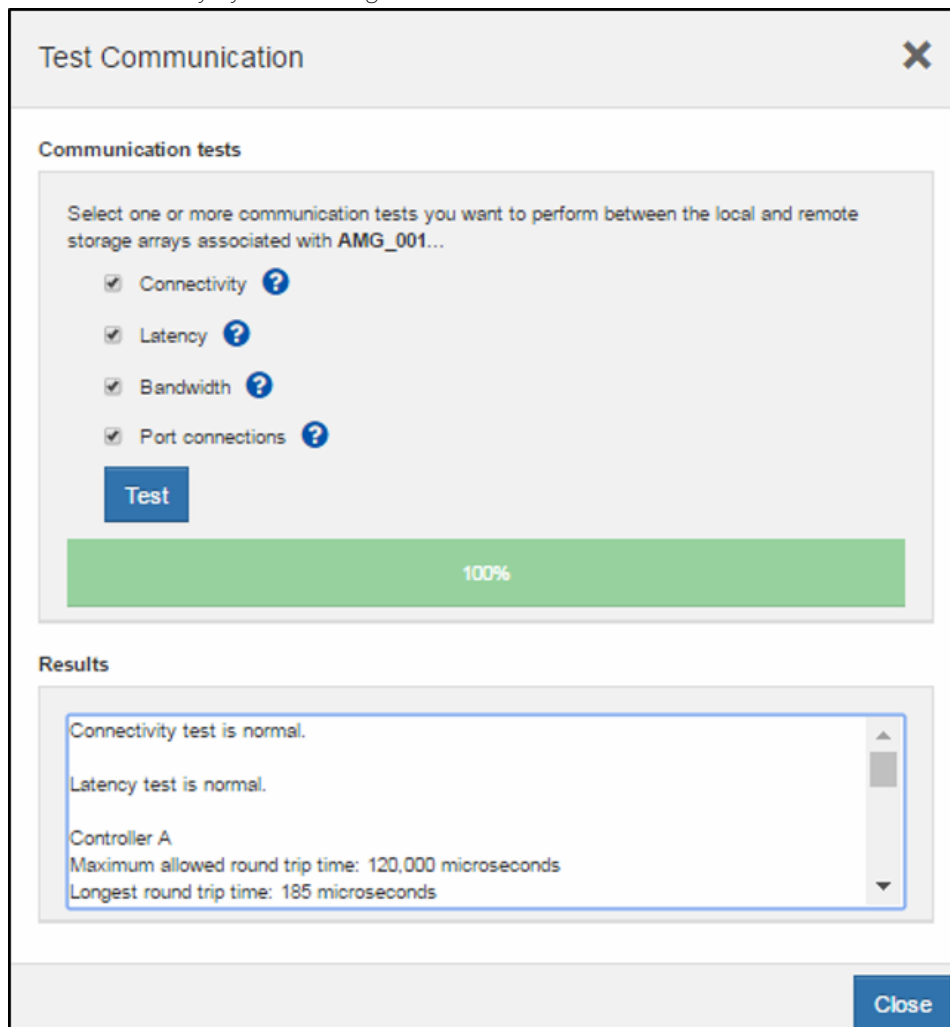 Test Communication
Communication tests
Select one or more communication tests you want to perform between the local and remote
storage arrays associated with AMG_001...
Connectivity ?
Latency ?
Bandwidth ?
Port connections ?
Test
100%
Results
Connectivity test is normal.
Latency test is normal.
Controller A
Maximum allowed round trip time: 120,000 microseconds
Longest round trip time: 185 microseconds
Close